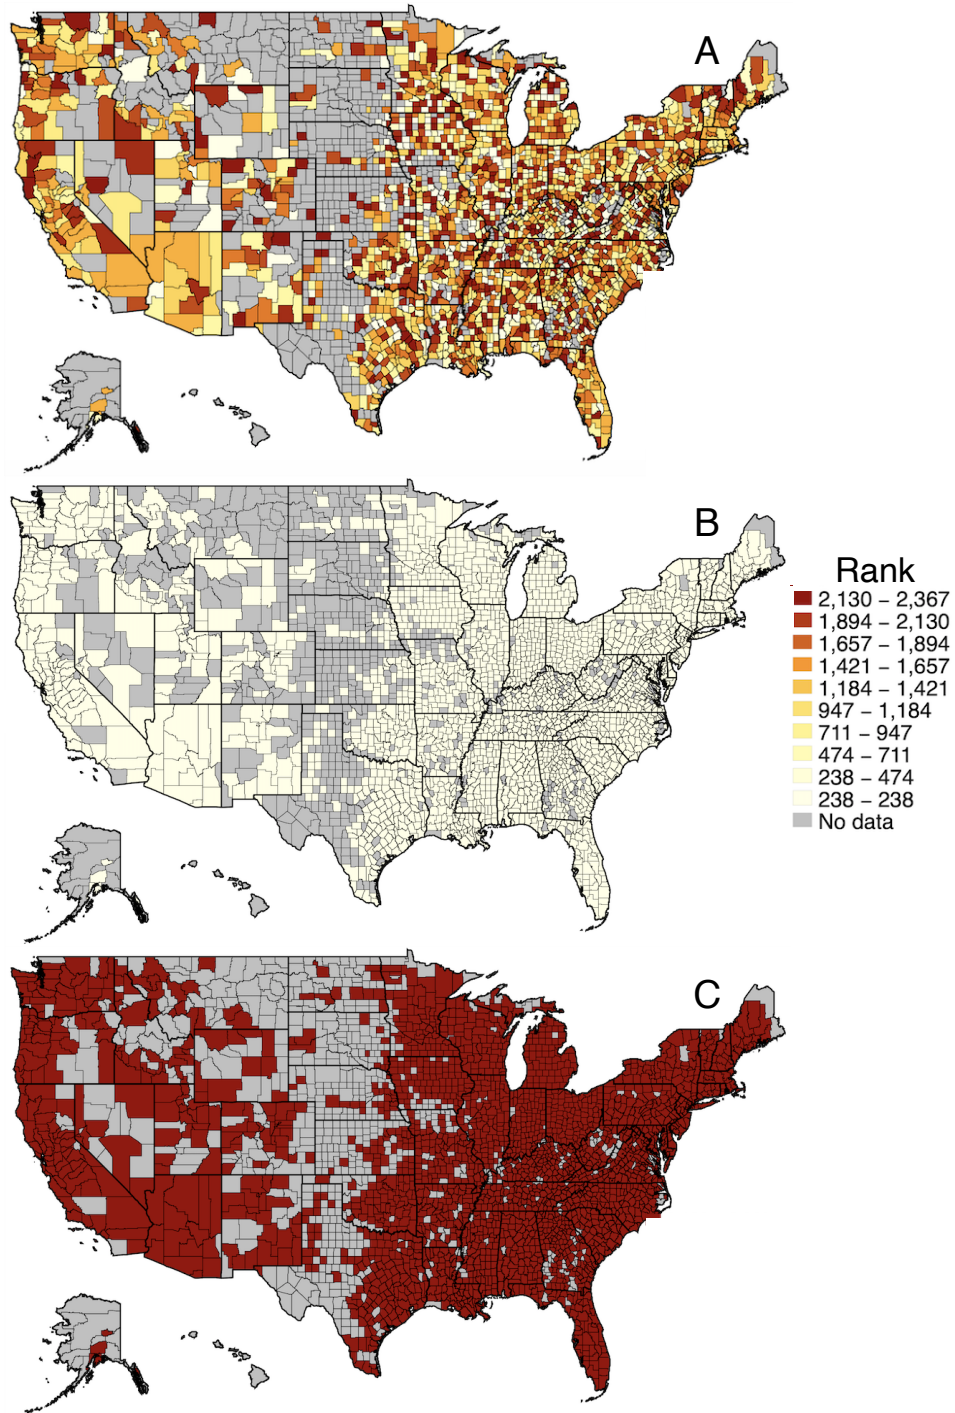 A
B
Rank
2,130 – 2,367
1,894 – 2,130
1,657 – 1,894
1,421 – 1,657
1,184 – 1,421
947 – 1,184
711 – 947
474 – 711
238 – 474
238 – 238
No data
C